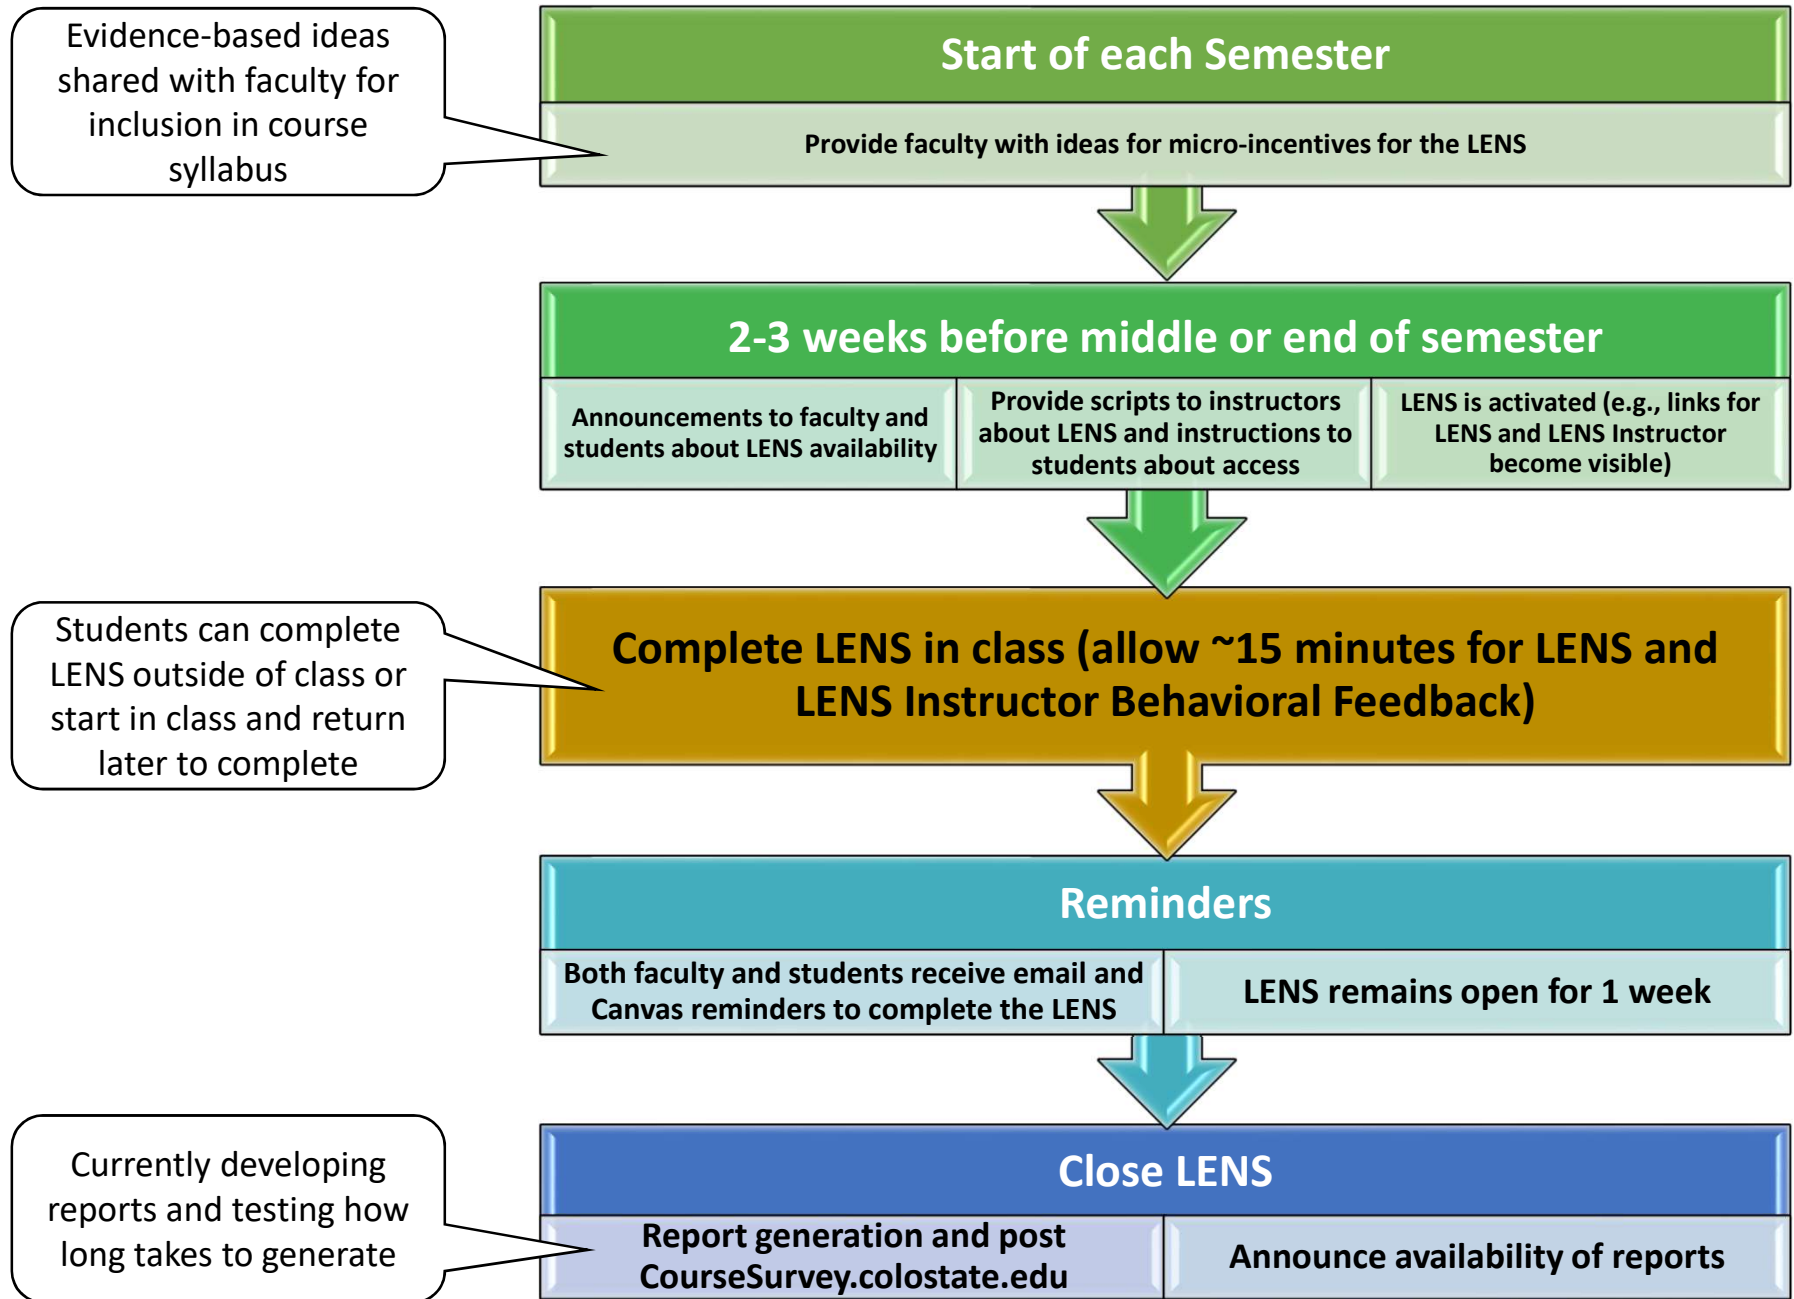 Evidence-based ideas
shared with faculty for
inclusion in course
syllabus
Start of each Semester
Provide faculty with ideas for micro-incentives for the LENS
2-3 weeks before middle or end of semester
Announcements to faculty and
students about LENS availability
Provide scripts to instructors
about LENS and instructions to
students about access
LENS is activated (e.g., links for
LENS and LENS Instructor
become visible)
Students can complete
LENS outside of class or
start in class and return
later to complete
Complete LENS in class (allow ~15 minutes for LENS and
LENS Instructor Behavioral Feedback)
Reminders
Both faculty and students receive email and
Canvas reminders to complete the LENS
LENS remains open for 1 week
Currently developing
reports and testing how
long takes to generate
Close LENS
Report generation and post
CourseSurvey.colostate.edu
Announce availability of reports